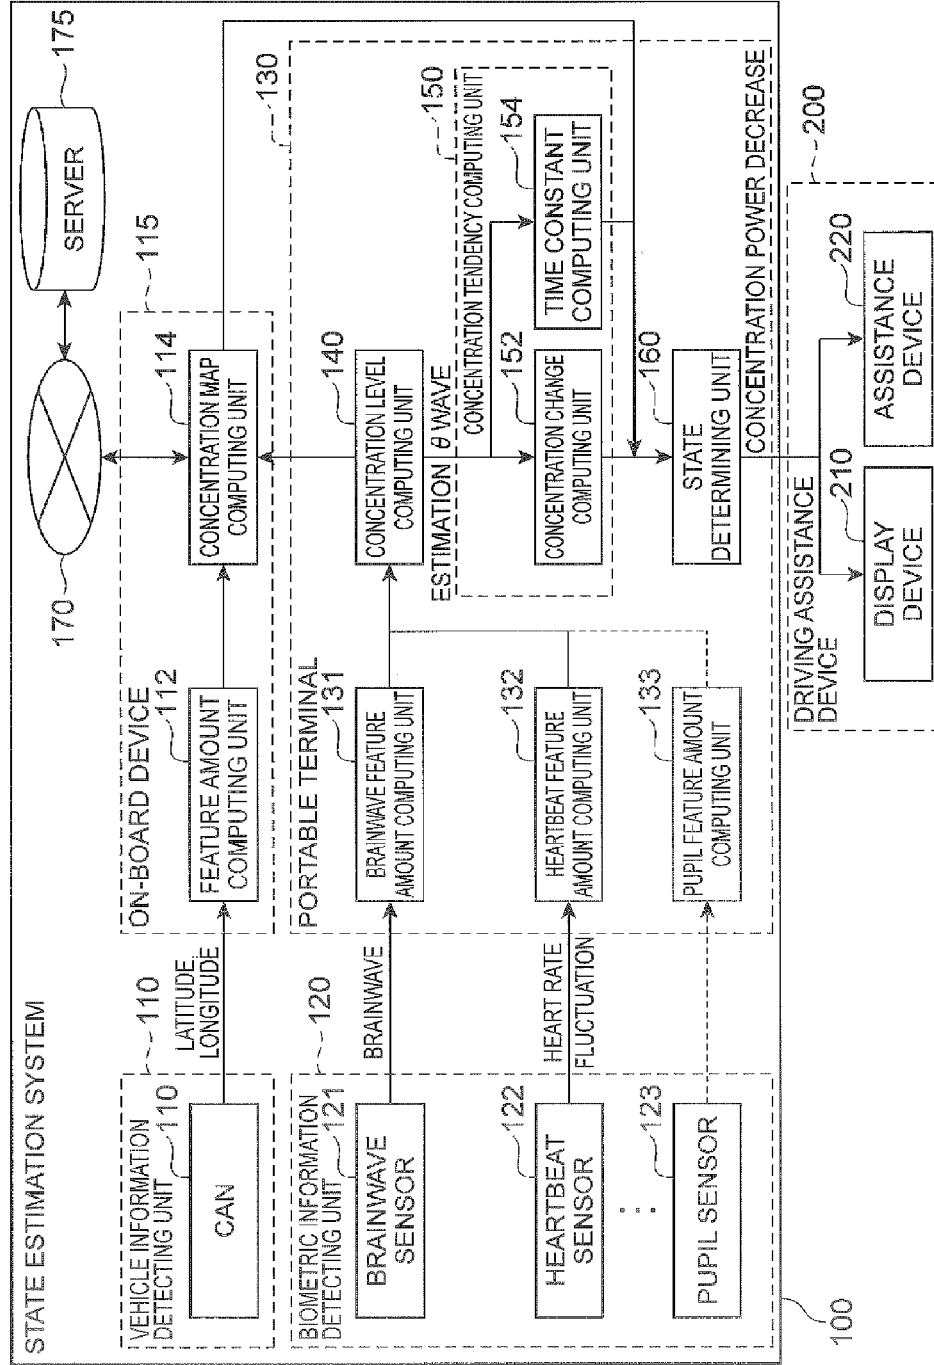 STATE ESTIMATION SYSTEM
VEHICLE INFORMATION
DETECTING UNIT
110
110
CAN
LATITUDE,
LONGITUDE
ON-BOARD DEVICE
115
112
FEATURE AMOUNT
COMPUTING UNIT
114
CONCENTRATION MAP
COMPUTING UNIT
170
SERVER
175
BIOMETRIC INFORMATION
DETECTING UNIT
120
121
BRAINWAVE
SENSOR
BRAINWAVE
122
HEARTBEAT
SENSOR
HEART RATE
FLUCTUATION
123
PUPIL SENSOR
PORTABLE TERMINAL
130
131
BRAINWAVE FEATURE
AMOUNT COMPUTING UNIT
132
HEARTBEAT FEATURE
AMOUNT COMPUTING UNIT
133
PUPIL FEATURE AMOUNT
COMPUTING UNIT
140
CONCENTRATION LEVEL
COMPUTING UNIT
ESTIMATION θ WAVE
150
CONCENTRATION TENDENCY COMPUTING UNIT
152
CONCENTRATION CHANGE
COMPUTING UNIT
154
TIME CONSTANT
COMPUTING UNIT
160
STATE
DETERMINING UNIT
CONCENTRATION POWER DECREASE
100
DRIVING ASSISTANCE
DEVICE
200
210
DISPLAY
DEVICE
220
ASSISTANCE
DEVICE